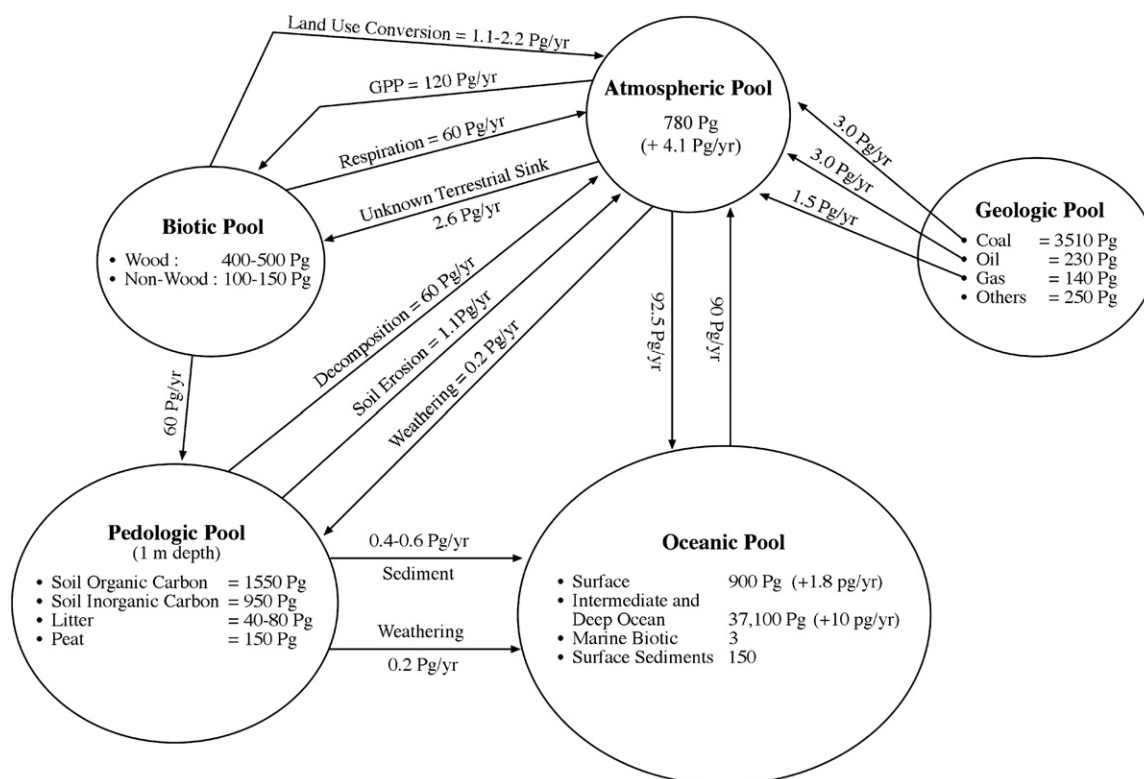 Land Use Conversion = 1.1-2.2 Pg/yr
GPP = 120 Pg/yr
Respiration = 60 Pg/yr
Unknown Terrestrial Sink
2.6 Pg/yr
Atmospheric Pool
780 Pg
(+ 4.1 Pg/yr)
3.0 Pg/yr
3.0 Pg/yr
1.5 Pg/yr
Geologic Pool
• Coal = 3510 Pg
• Oil = 230 Pg
• Gas = 140 Pg
• Others = 250 Pg
Biotic Pool
• Wood : 400-500 Pg
• Non-Wood : 100-150 Pg
60 Pg/yr
Decomposition = 60 Pg/yr
Soil Erosion = 1.1Pg/yr
Weathering = 0.2 Pg/yr
92.5 Pg/yr
90 Pg/yr
Pedologic Pool
(1 m depth)
• Soil Organic Carbon = 1550 Pg
• Soil Inorganic Carbon = 950 Pg
• Litter = 40-80 Pg
• Peat = 150 Pg
0.4-0.6 Pg/yr
Sediment
Weathering
0.2 Pg/yr
Oceanic Pool
• Surface 900 Pg (+1.8 pg/yr)
• Intermediate and
Deep Ocean 37,100 Pg (+10 pg/yr)
• Marine Biotic 3
• Surface Sediments 150